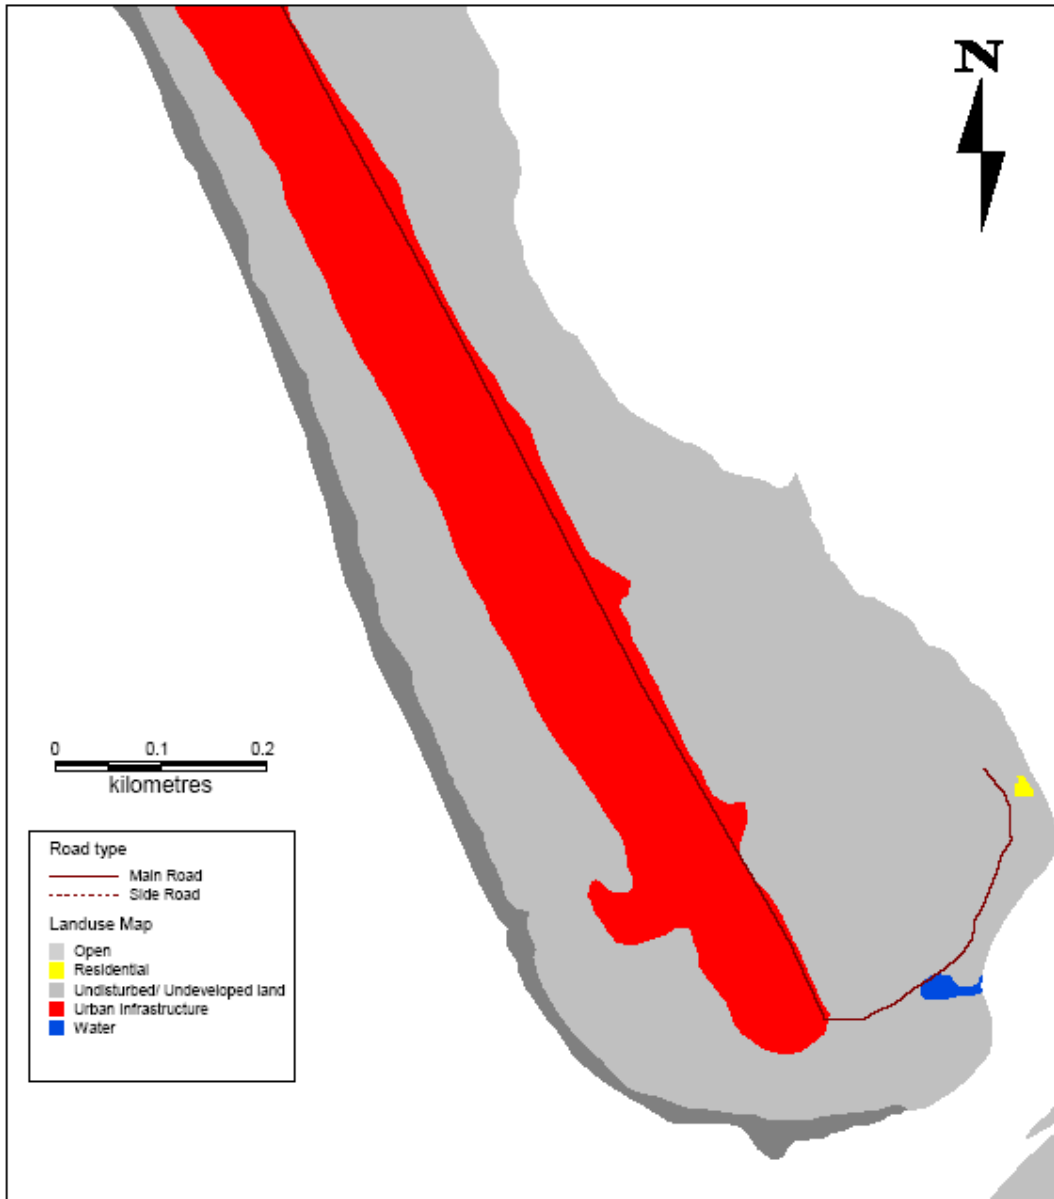 N
0 0.1 0.2
kilometres
Road type
Main Road
Side Road
Landuse Map
Open
Residential
Undisturbed/ Undeveloped land
Urban Infrastructure
Water